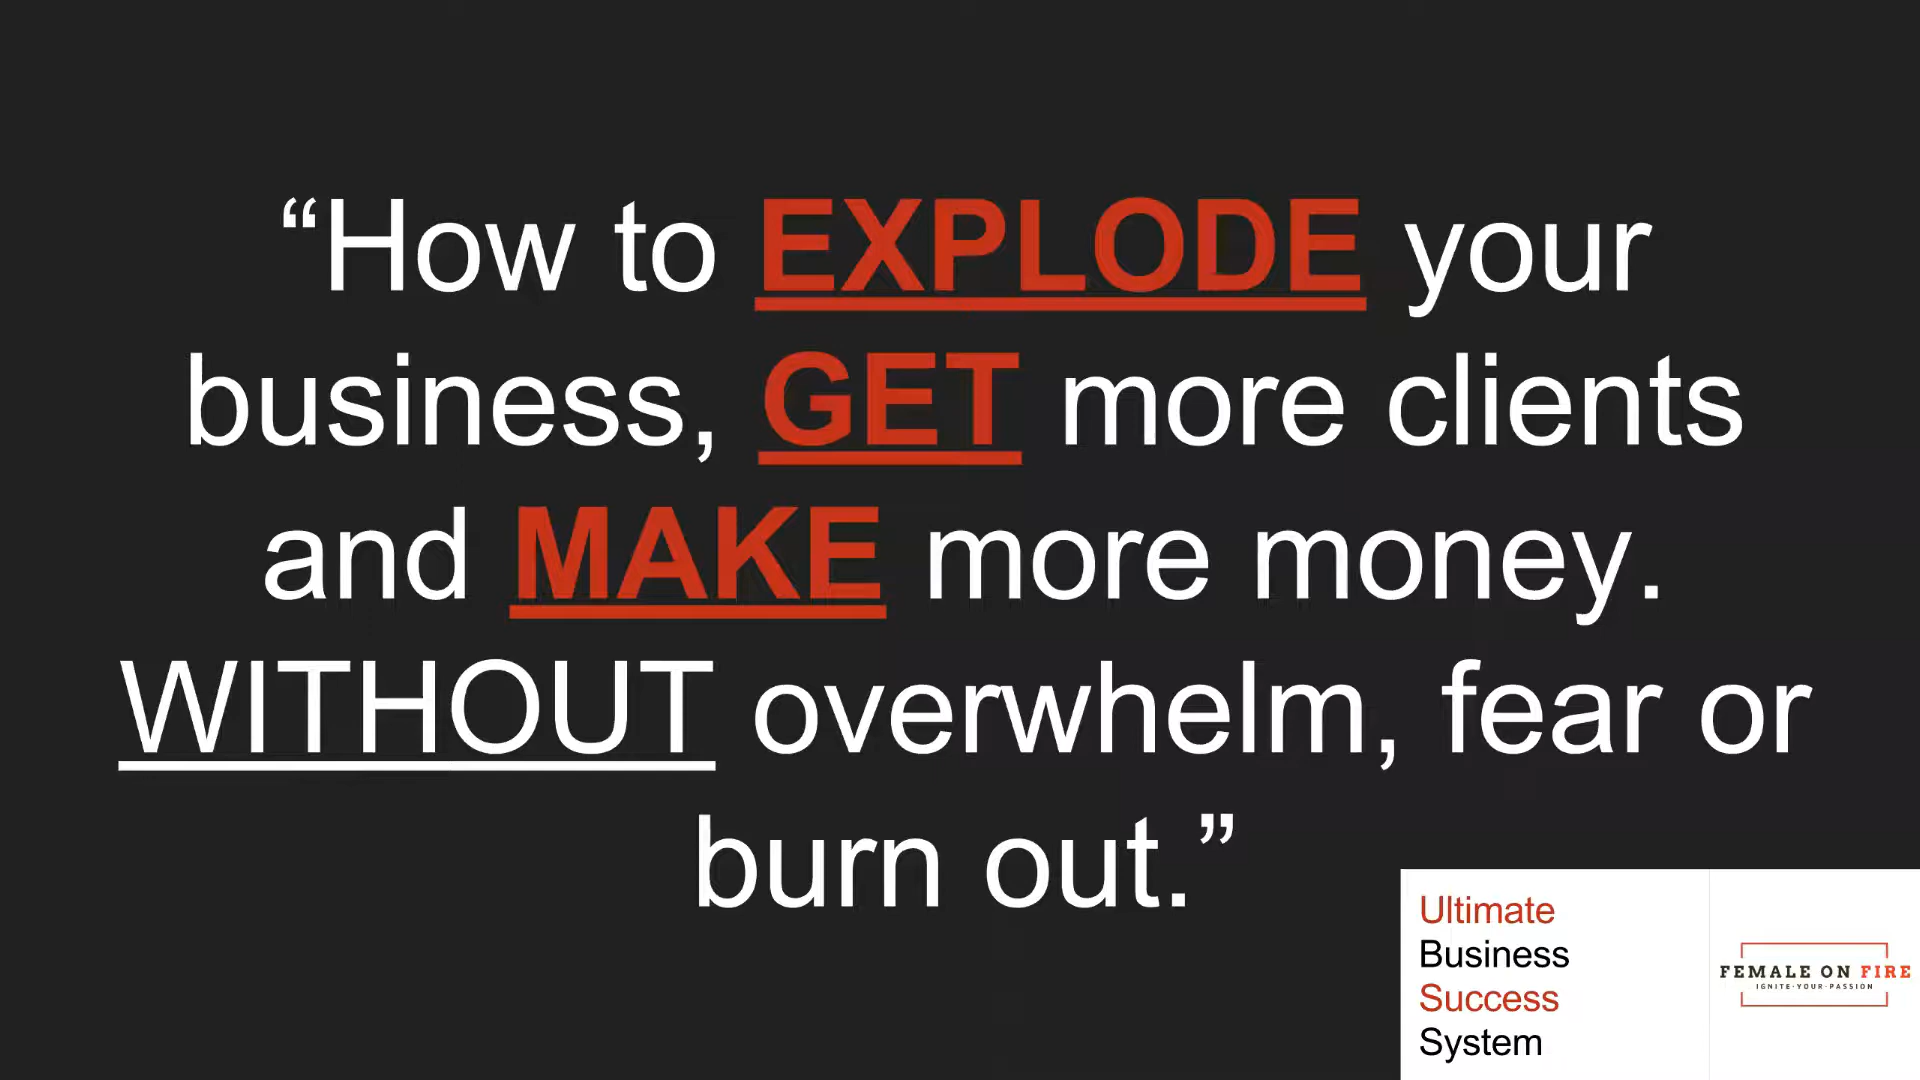 “How to EXPLODE your
business, GET more clients
and MAKE more money.
WITHOUT overwhelm, fear or
burn out.”
Ultimate
Business
Success
System
FEMALE ON FIRE
IGNITE·YOUR·PASSION